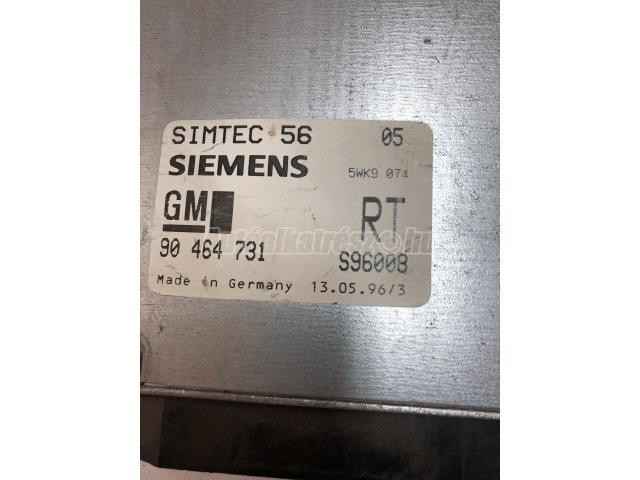 SIMTEC 56 05
SIEMENS 5WK9 071
GM RT
90 464 731 S96008
Made in Germany 13.05.96/3